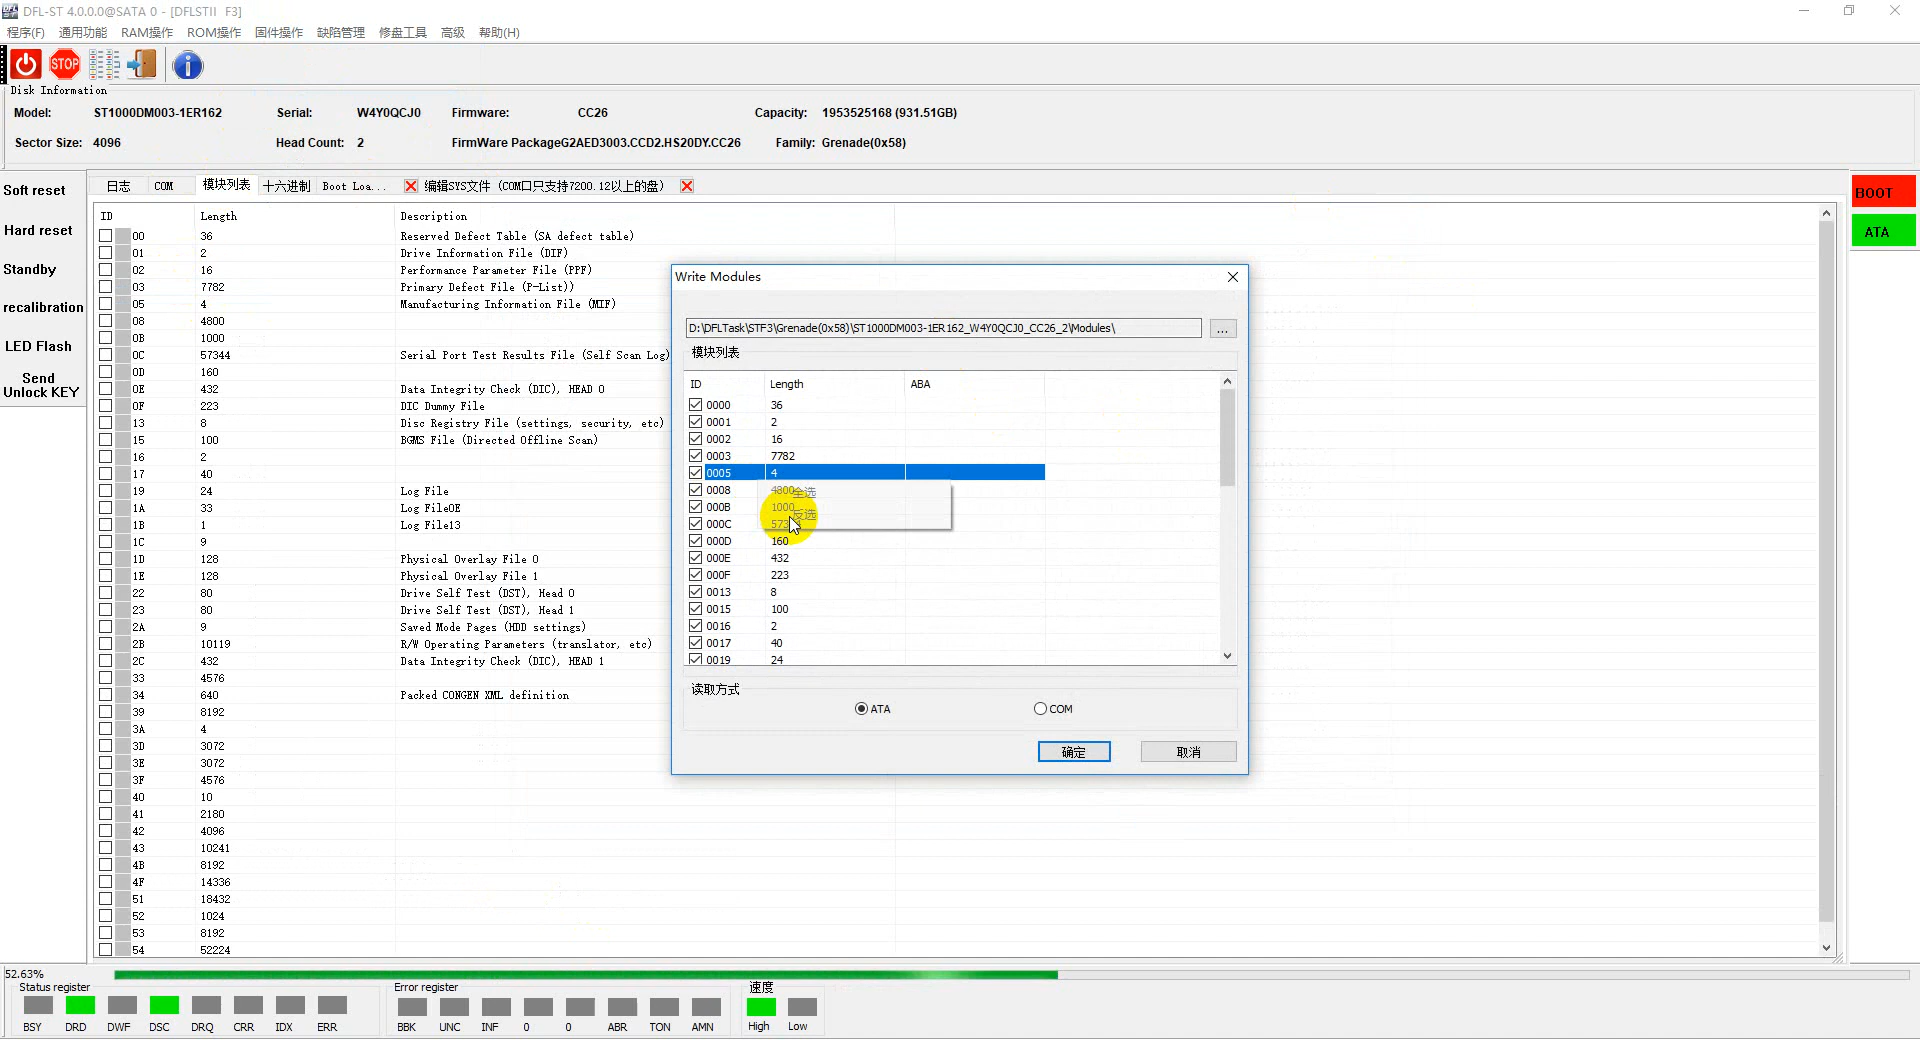 DFL-ST 4.0.0.0@SATA 0 - [DFLSTII F3]
程序(F) 通用功能 RAM操作 ROM操作 固件操作 缺陷管理 修盘工具 高级 帮助(H)
STOP
Disk Information
Model: ST1000DM003-1ER162 Serial: W4Y0QCJ0 Firmware: CC26 Capacity: 1953525168 (931.51GB)
Sector Size: 4096 Head Count: 2 FirmWare PackageG2AED3003.CCD2.HS20DY.CC26 Family: Grenade(0x58)
Soft reset
Hard reset
Standby
recalibration
LED Flash
Send
Unlock KEY
日志 COM 模块列表 十六进制 Boot Loa... 编辑SYS文件 (COM口只支持7200.12以上的盘)
BOOT
ATA
ID Length Description
00 36 Reserved Defect Table (SA defect table)
01 2 Drive Information File (DIF)
02 16 Performance Parameter File (PPF)
03 7782 Primary Defect File (P-List))
05 4 Manufacturing Information File (MIF)
08 4800
0B 1000
0C 57344 Serial Port Test Results File (Self Scan Log)
0D 160
0E 432 Data Integrity Check (DIC), HEAD 0
0F 223 DIC Dummy File
13 8 Disc Registry File (settings, security, etc)
15 100 BGMS File (Directed Offline Scan)
16 2
17 40
19 24 Log File
1A 33 Log File0E
1B 1 Log File13
1C 9
1D 128 Physical Overlay File 0
1E 128 Physical Overlay File 1
22 80 Drive Self Test (DST), Head 0
23 80 Drive Self Test (DST), Head 1
2A 9 Saved Mode Pages (HDD settings)
2B 10119 R/W Operating Parameters (translator, etc)
2C 432 Data Integrity Check (DIC), HEAD 1
33 4576
34 640 Packed CONGEN XML definition
39 8192
3A 4
3D 3072
3E 3072
3F 4576
40 10
41 2180
42 4096
43 10241
4B 8192
4F 14336
51 18432
52 1024
53 8192
54 52224
Write Modules
D:\DFLTask\STF3\Grenade(0x58)\ST1000DM003-1ER162_W4Y0QCJ0_CC26_2\Modules\
...
模块列表
ID Length ABA
0000 36
0001 2
0002 16
0003 7782
0005 4
0008 4800
全选
000B 1000
反选
000C
000D 160
000E 432
000F 223
0013 8
0015 100
0016 2
0017 40
0019 24
读取方式
ATA COM
确定 取消
52.63%
Status register
BSY DRD DWF DSC DRQ CRR IDX ERR
Error register
BBK UNC INF 0 0 ABR TON AMN
速度
High Low